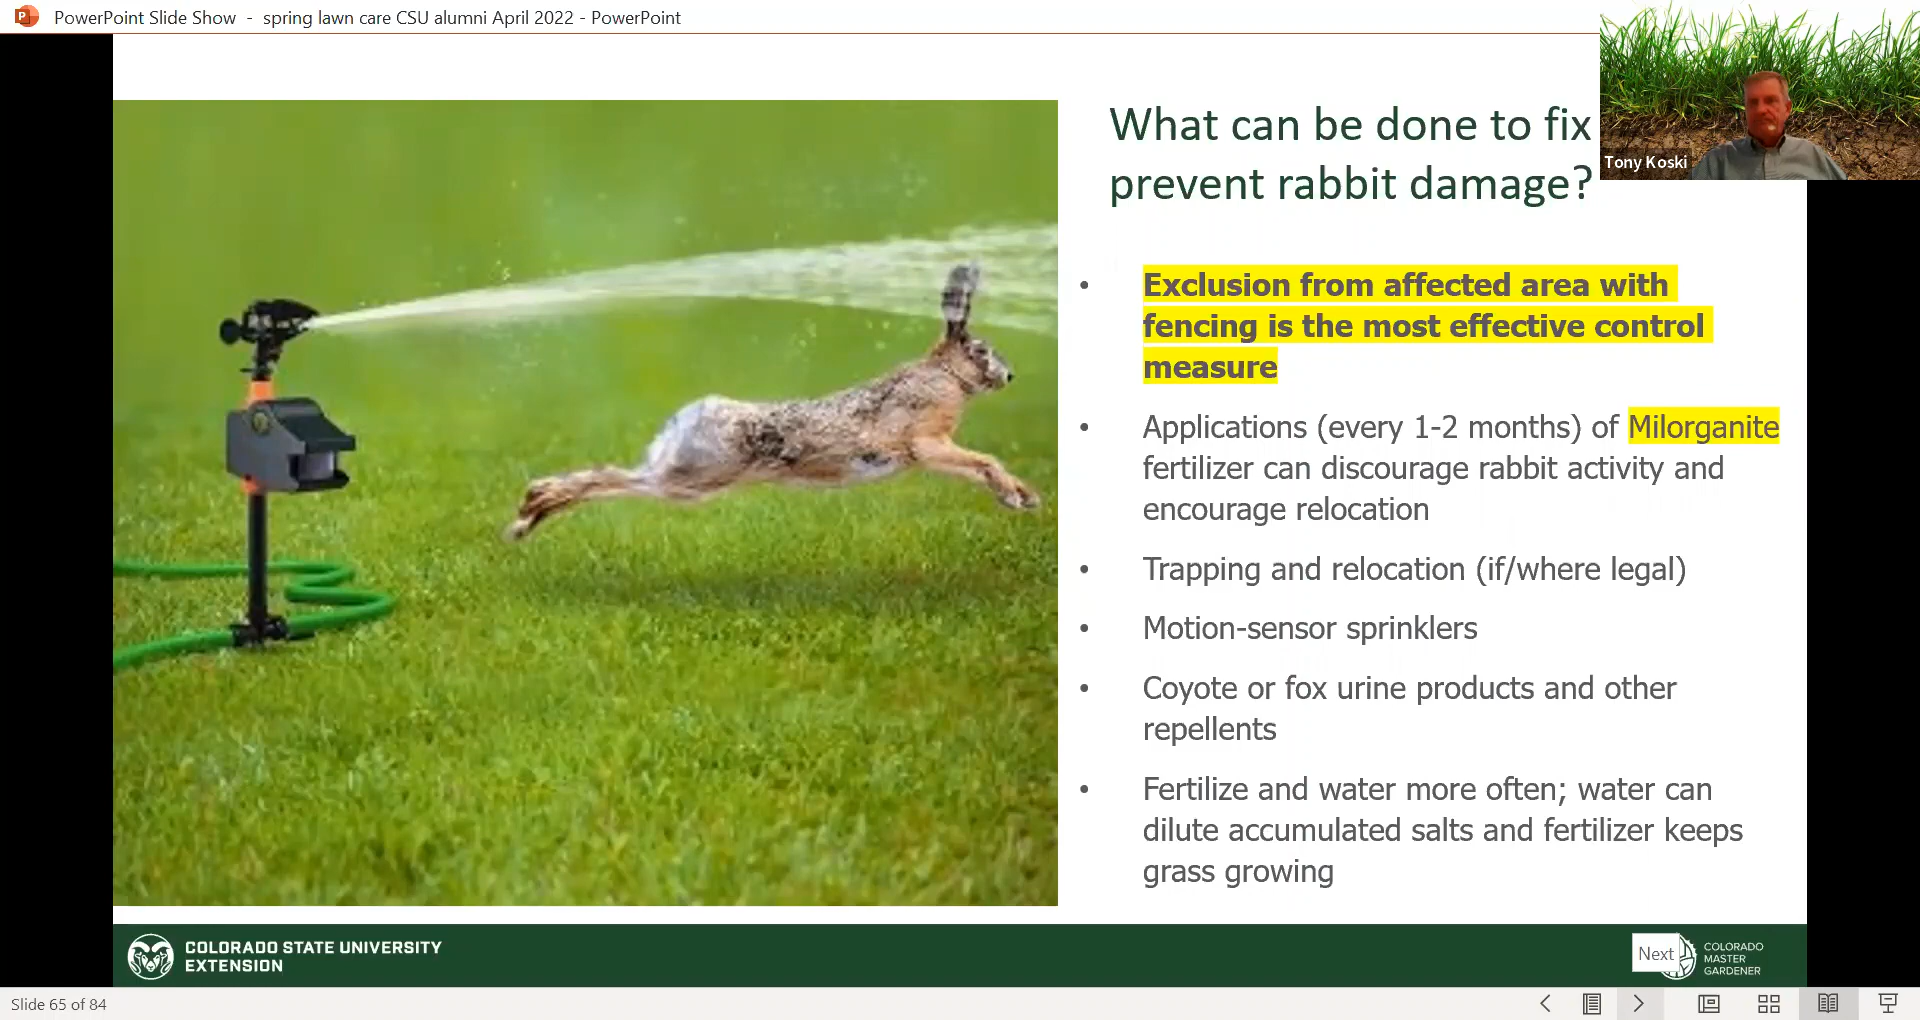 PowerPoint Slide Show - spring lawn care CSU alumni April 2022 - PowerPoint
What can be done to fix
prevent rabbit damage?
Tony Koski
• Exclusion from affected area with
fencing is the most effective control
measure
• Applications (every 1-2 months) of Milorganite
fertilizer can discourage rabbit activity and
encourage relocation
• Trapping and relocation (if/where legal)
• Motion-sensor sprinklers
• Coyote or fox urine products and other
repellents
• Fertilize and water more often; water can
dilute accumulated salts and fertilizer keeps
grass growing
COLORADO STATE UNIVERSITY
EXTENSION
Next
COLORADO
MASTER
GARDENER
Slide 65 of 84